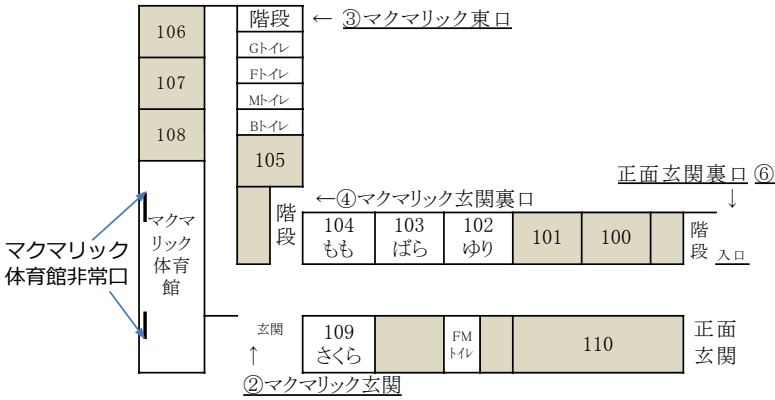 階段
← ③マクマリック東口
106
Gトイレ
Fトイレ
107
Mトイレ
Bトイレ
108
105
正面玄関裏口 ⑥
↓
←④マクマリック玄関裏口
階段
104
もも
103
ばら
102
ゆり
101
100
階段
入口
マクマリック体育館
マクマリック
体育館非常口
玄関
↑
②マクマリック玄関
109
さくら
FM
トイレ
110
正面
玄関